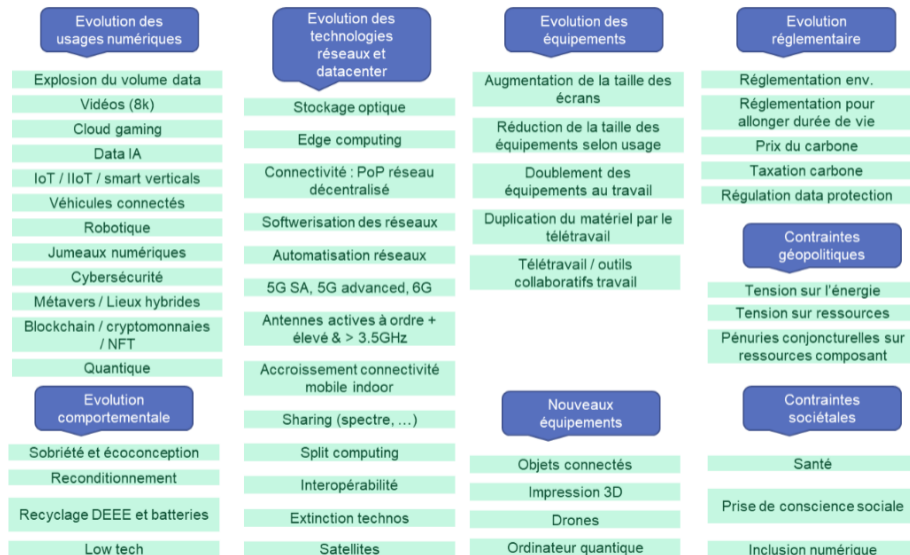 Evolution des
usages numériques
Explosion du volume data
Vidéos (8k)
Cloud gaming
Data IA
IoT / IIoT / smart verticals
Véhicules connectés
Robotique
Jumeaux numériques
Cybersécurité
Métavers / Lieux hybrides
Blockchain / cryptomonnaies
/ NFT
Quantique
Evolution
comportementale
Sobriété et écoconception
Reconditionnement
Recyclage DEEE et batteries
Low tech
Evolution des
technologies
réseaux et
datacenter
Stockage optique
Edge computing
Connectivité : PoP réseau
décentralisé
Softwerisation des réseaux
Automatisation réseaux
5G SA, 5G advanced, 6G
Antennes actives à ordre +
élevé & > 3.5GHz
Accroissement connectivité
mobile indoor
Sharing (spectre, …)
Split computing
Interopérabilité
Extinction technos
Satellites
Evolution des
équipements
Augmentation de la taille des
écrans
Réduction de la taille des
équipements selon usage
Doublement des
équipements au travail
Duplication du matériel par le
télétravail
Télétravail / outils
collaboratifs travail
Nouveaux
équipements
Objets connectés
Impression 3D
Drones
Ordinateur quantique
Evolution
réglementaire
Réglementation env.
Réglementation pour
allonger durée de vie
Prix du carbone
Taxation carbone
Régulation data protection
Contraintes
géopolitiques
Tension sur l'énergie
Tension sur ressources
Pénuries conjoncturelles sur
ressources composant
Contraintes
sociétales
Santé
Prise de conscience sociale
Inclusion numérique